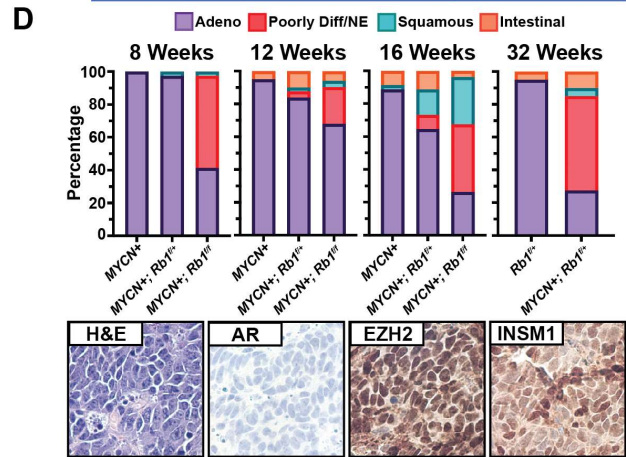 D
Adeno Poorly Diff/NE Squamous Intestinal
8 Weeks 12 Weeks 16 Weeks 32 Weeks
Percentage
100
80
60
40
20
0
MYCN+
MYCN+; Rb1f/+
MYCN+; Rb1f/f
MYCN+
MYCN+; Rb1f/+
MYCN+; Rb1f/f
MYCN+
MYCN+; Rb1f/+
MYCN+; Rb1f/f
Rb1f/+
MYCN+; Rb1f/+
H&E AR EZH2 INSM1